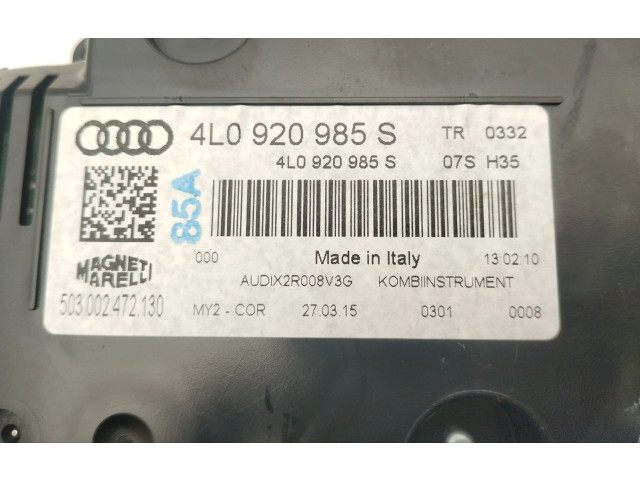 4L0 920 985 S TR 0332
4L0 920 985 S 07S H35
85A
000 Made in Italy 13:02:10
MAGNETI MARELLI
AUDIX2R008V3G KOMBIINSTRUMENT
503.002.472.130
MY2 - COR 27.03.15 0301 0008